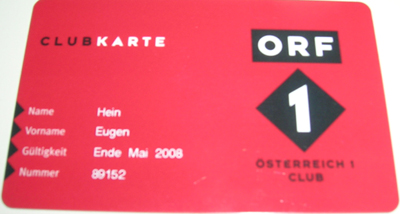 CLUBKARTE
ORF
1
ÖSTERREICH 1
CLUB
Name Hein
Vorname Eugen
Gültigkeit Ende Mai 2008
Nummer 89152